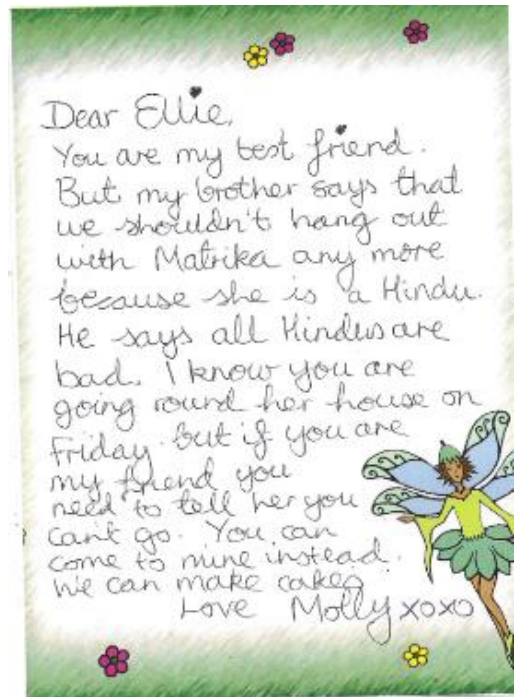 Dear Ellie,
You are my best friend.
But my brother says that
we shouldn't hang out
with Matrika any more
because she is a Hindu.
He says all Hindus are
bad. I know you are
going round her house on
Friday but if you are
my friend you
need to tell her you
can't go. You can
come to mine instead.
We can make cakes
Love Molly xoxo